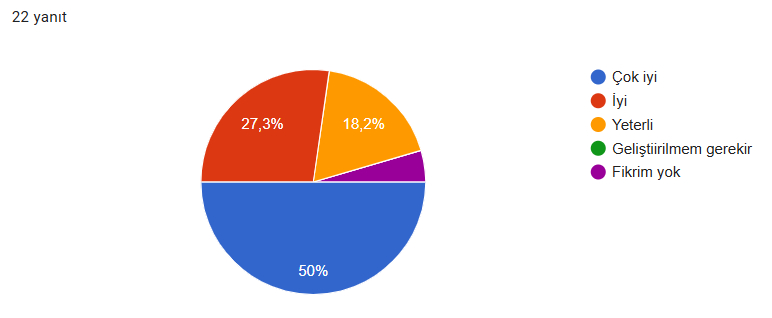 22 yanıt
27,3%
18,2%
50%
Çok iyi
İyi
Yeterli
Geliştiirilmem gerekir
Fikrim yok